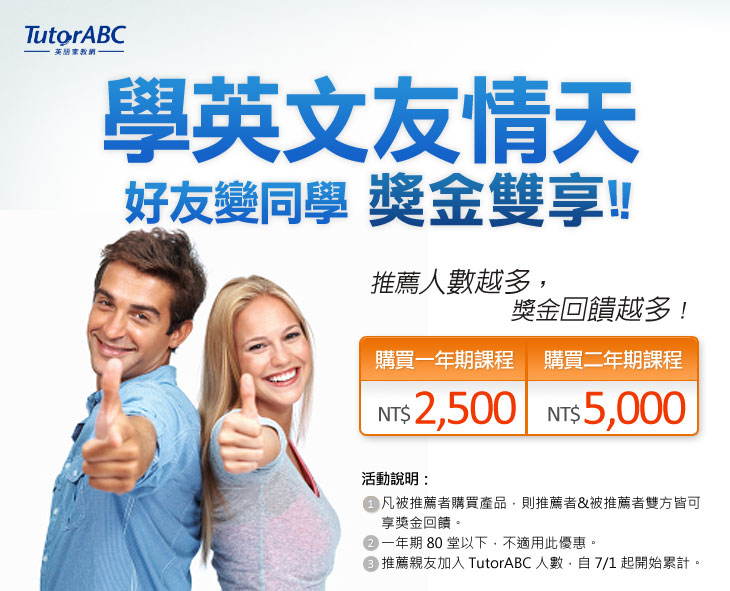 TutorABC
英語家教網
學英文友情天
好友變同學 獎金雙享!!
推薦人數越多，
獎金回饋越多！
購買一年期課程 購買二年期課程
NT$2,500 NT$5,000
活動說明：
1 凡被推薦者購買產品，則推薦者&被推薦者雙方皆可
享獎金回饋。
2 一年期 80 堂以下，不適用此優惠。
3 推薦親友加入 TutorABC 人數，自 7/1 起開始累計。